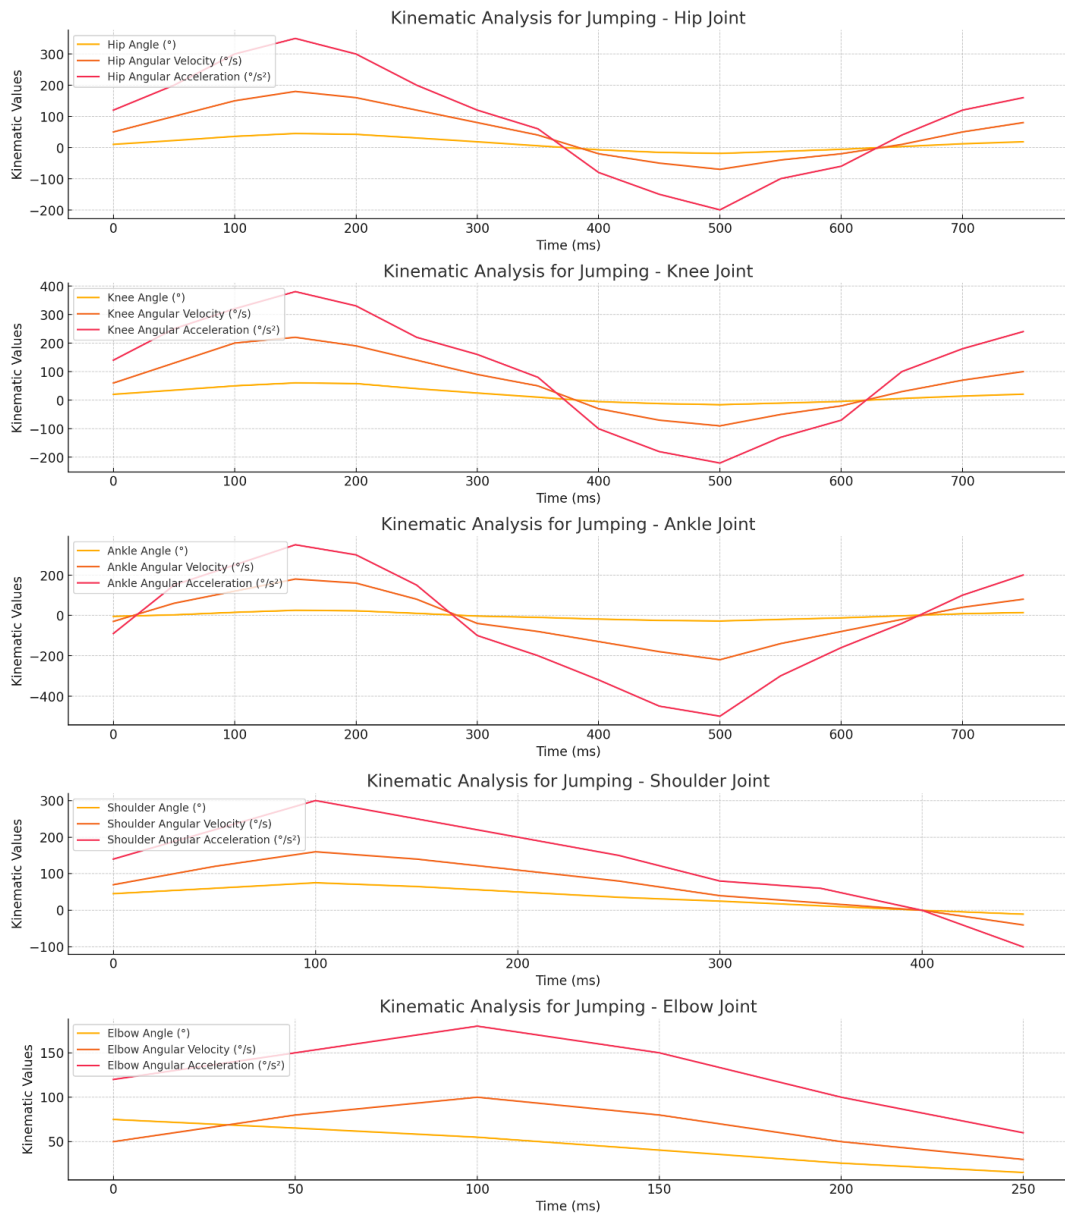 Kinematic Analysis for Jumping - Hip Joint
Hip Angle (°)
Hip Angular Velocity (°/s)
Hip Angular Acceleration (°/s²)
Kinematic Values
300
200
100
0
−100
−200
0 100 200 300 400 500 600 700
Time (ms)
Kinematic Analysis for Jumping - Knee Joint
Knee Angle (°)
Knee Angular Velocity (°/s)
Knee Angular Acceleration (°/s²)
Kinematic Values
400
300
200
100
0
−100
−200
0 100 200 300 400 500 600 700
Time (ms)
Kinematic Analysis for Jumping - Ankle Joint
Ankle Angle (°)
Ankle Angular Velocity (°/s)
Ankle Angular Acceleration (°/s²)
Kinematic Values
200
0
−200
−400
0 100 200 300 400 500 600 700
Time (ms)
Kinematic Analysis for Jumping - Shoulder Joint
Shoulder Angle (°)
Shoulder Angular Velocity (°/s)
Shoulder Angular Acceleration (°/s²)
Kinematic Values
300
200
100
0
−100
0 100 200 300 400
Time (ms)
Kinematic Analysis for Jumping - Elbow Joint
Elbow Angle (°)
Elbow Angular Velocity (°/s)
Elbow Angular Acceleration (°/s²)
Kinematic Values
150
100
50
0 50 100 150 200 250
Time (ms)